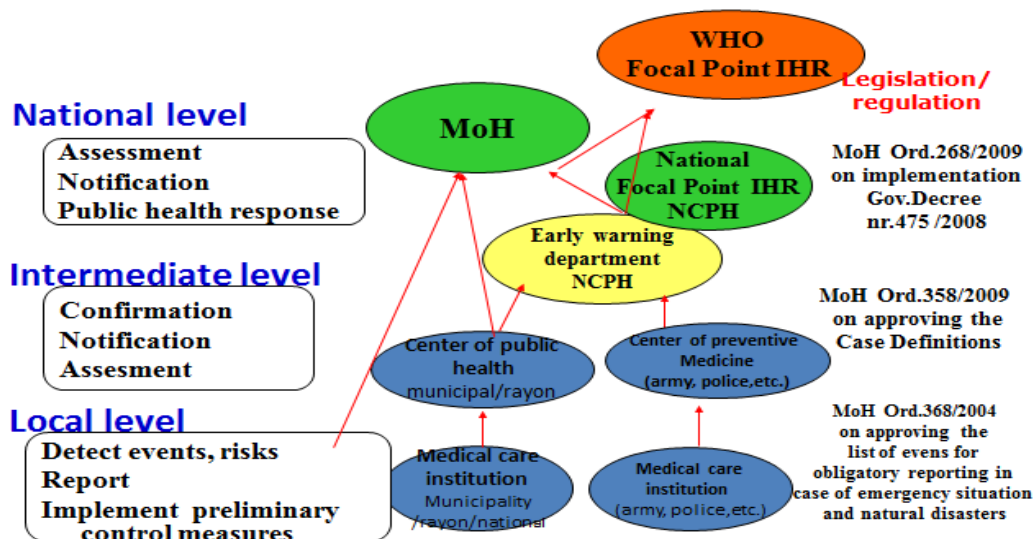 WHO
Focal Point IHR
Legislation/
regulation
National level
MoH
Assessment
Notification
Public health response
National
Focal Point IHR
NCPH
MoH Ord.268/2009
on implementation
Gov.Decree
nr.475 /2008
Early warning
department
NCPH
Intermediate level
Confirmation
Notification
Assesment
Center of public
health
municipal/rayon
Center of preventive
Medicine
(army, police,etc.)
MoH Ord.358/2009
on approving the
Case Definitions
Local level
Detect events, risks
Report
Implement preliminary
control measures
Medical care
institution
Municipality
/rayon/national
Medical care
institution
(army, police,etc.)
MoH Ord.368/2004
on approving the
list of evens for
obligatory reporting in
case of emergency situation
and natural disasters